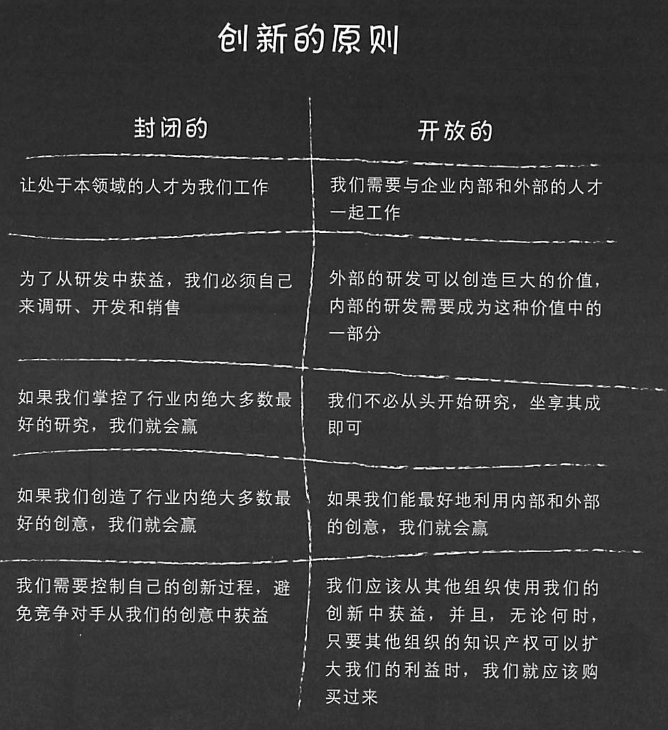 创新的原则
封闭的
开放的
让处于本领域的人才为我们工作
我们需要与企业内部和外部的人才
一起工作
为了从研发中获益，我们必须自己
来调研、开发和销售
外部的研发可以创造巨大的价值，
内部的研发需要成为这种价值中的
一部分
如果我们掌控了行业内绝大多数最
好的研究，我们就会赢
我们不必从头开始研究，坐享其成
即可
如果我们创造了行业内绝大多数最
好的创意，我们就会赢
如果我们能最好地利用内部和外部
的创意，我们就会赢
我们需要控制自己的创新过程，避
免竞争对手从我们的创意中获益
我们应该从其他组织使用我们的
创新中获益，并且，无论何时，
只要其他组织的知识产权可以扩
大我们的利益时，我们就应该购
买过来